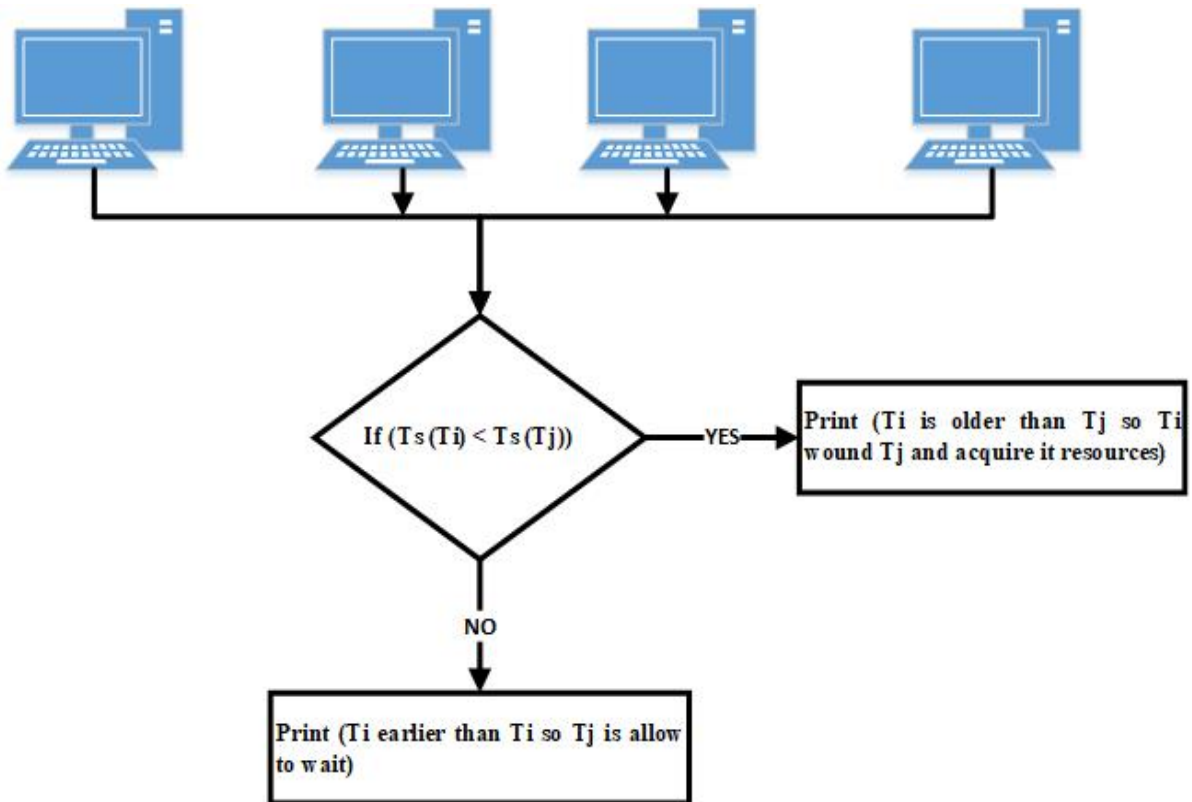 If (Ts(Ti) < Ts(Tj))
YES
Print (Ti is older than Tj so Ti
wound Tj and acquire it resources)
NO
Print (Ti earlier than Ti so Tj is allow
to wait)